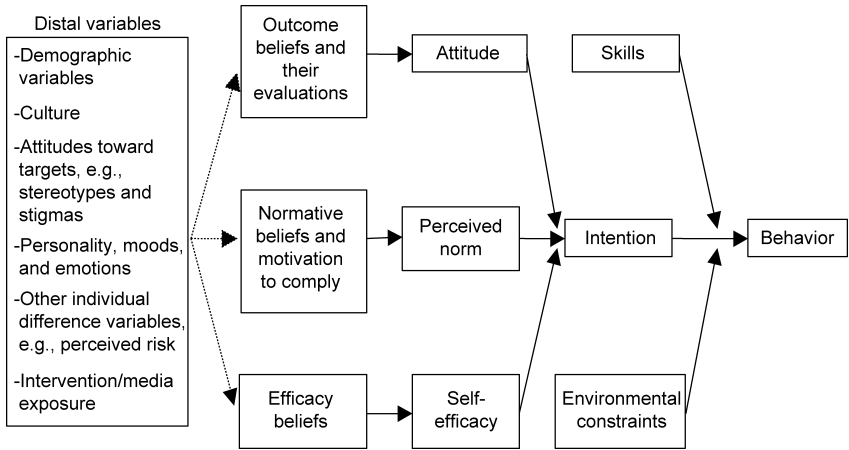 Distal variables
-Demographic
variables
-Culture
-Attitudes toward
targets, e.g.,
stereotypes and
stigmas
-Personality, moods,
and emotions
-Other individual
difference variables,
e.g., perceived risk
-Intervention/media
exposure
Outcome
beliefs and
their
evaluations
Attitude
Skills
Normative
beliefs and
motivation
to comply
Perceived
norm
Intention
Behavior
Efficacy
beliefs
Self-
efficacy
Environmental
constraints